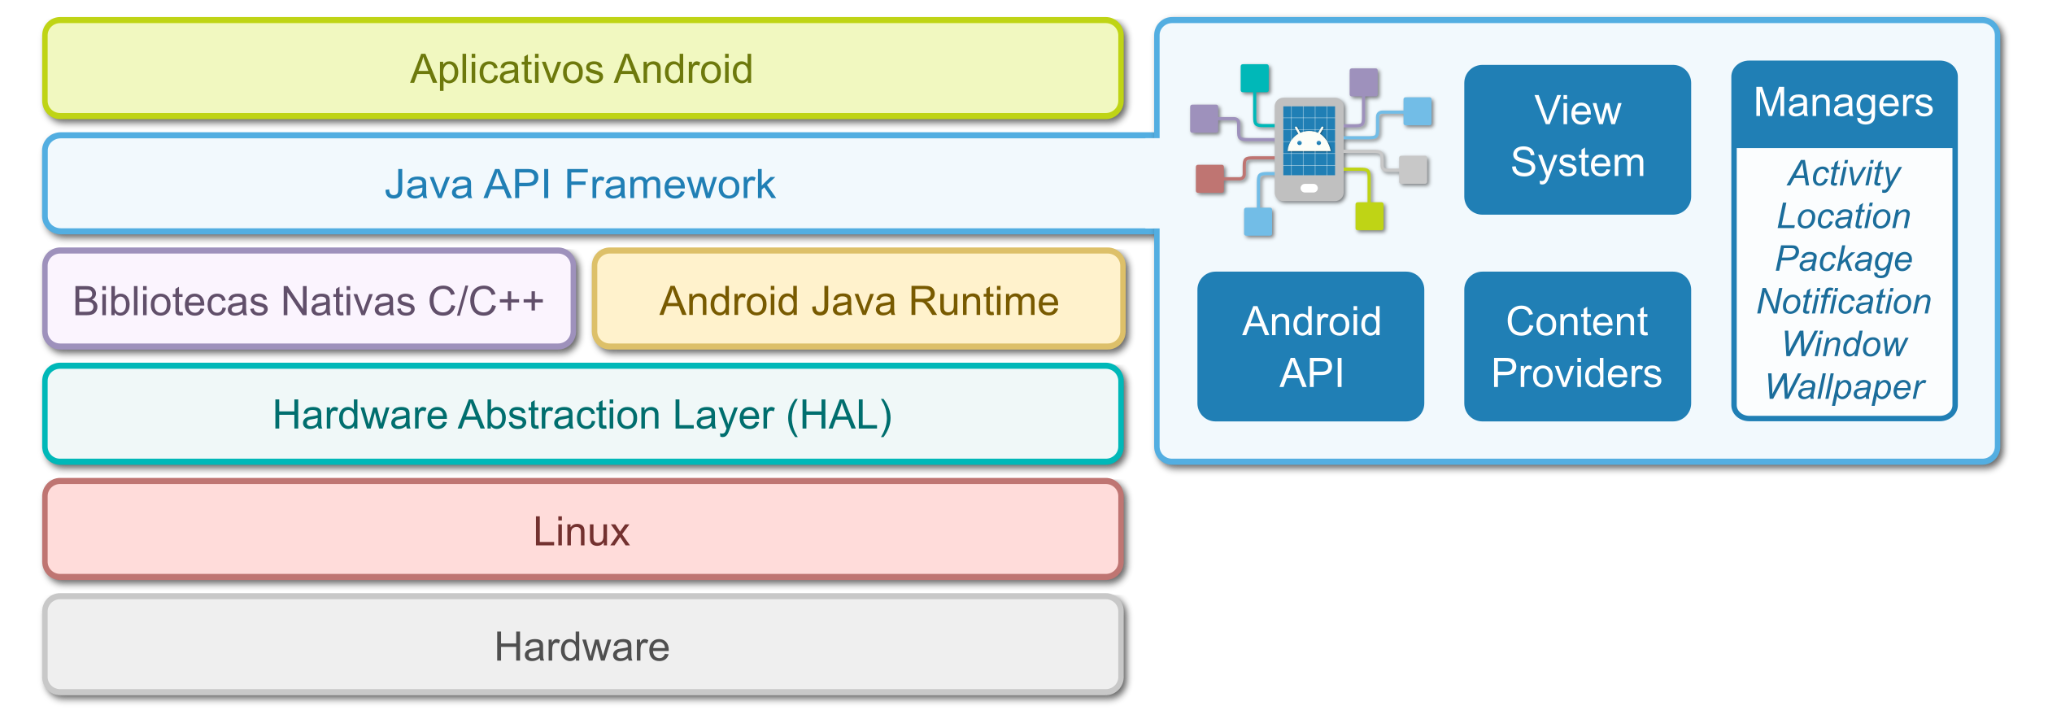 Aplicativos Android
Java API Framework
Bibliotecas Nativas C/C++
Android Java Runtime
Hardware Abstraction Layer (HAL)
Linux
Hardware
View
System
Managers
Activity
Location
Package
Notification
Window
Wallpaper
Android
API
Content
Providers